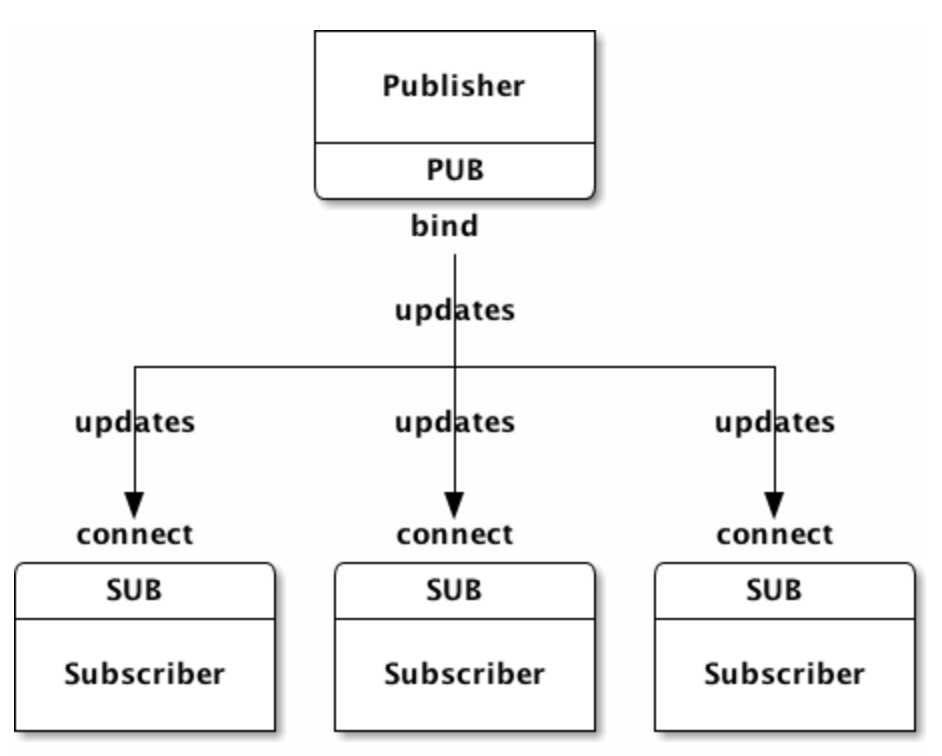 Publisher
PUB
bind
updates
updates updates updates
connect connect connect
SUB SUB SUB
Subscriber Subscriber Subscriber